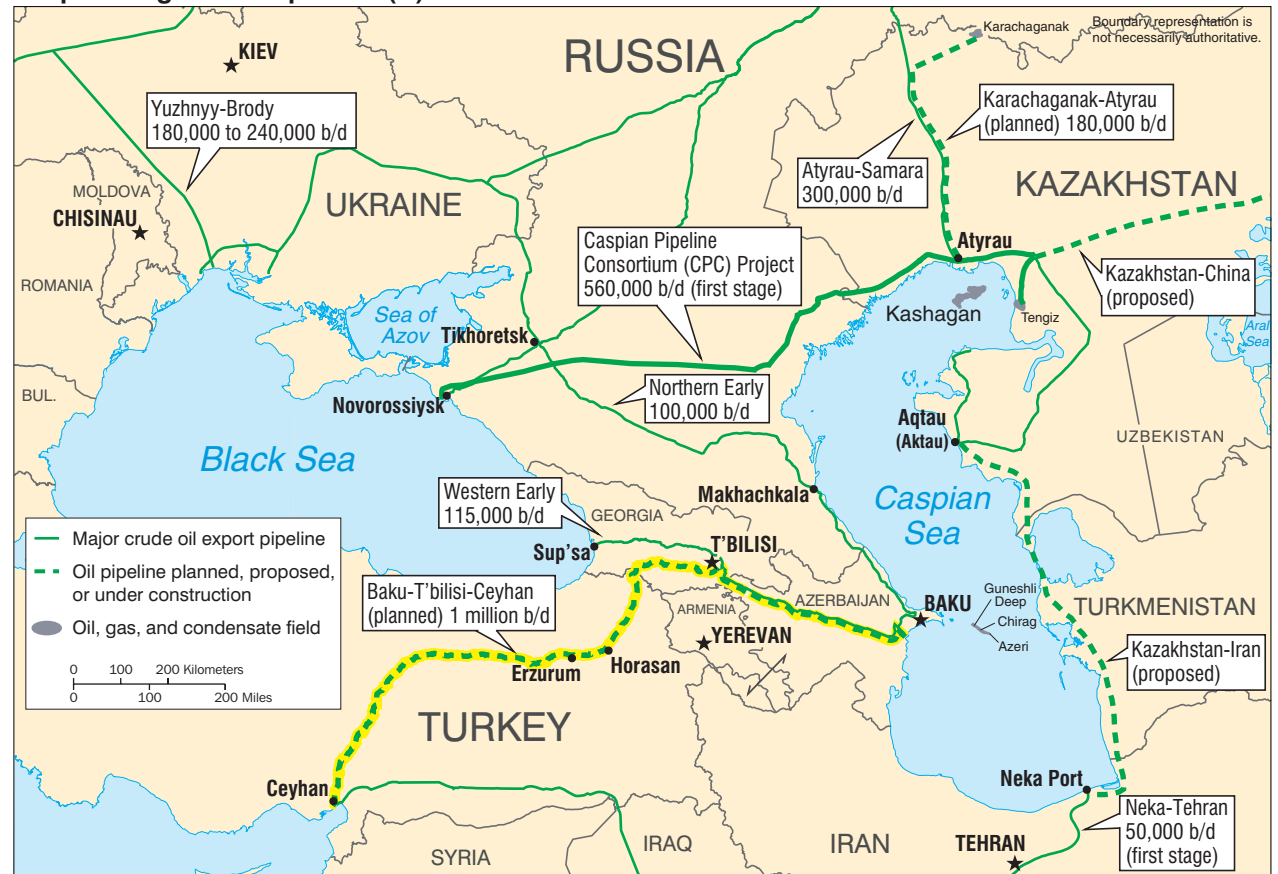 Boundary representation is
not necessarily authoritative.
Karachaganak
KIEV
RUSSIA
Yuzhnyy-Brody
180,000 to 240,000 b/d
Karachaganak-Atyrau
(planned) 180,000 b/d
Atyrau-Samara
300,000 b/d
MOLDOVA
CHISINAU
UKRAINE
KAZAKHSTAN
Caspian Pipeline
Consortium (CPC) Project
560,000 b/d (first stage)
Atyrau
Kazakhstan-China
(proposed)
ROMANIA
Sea of
Azov
Tikhoretsk
Kashagan
Tengiz
Aral
Sea
BUL.
Novorossiysk
Northern Early
100,000 b/d
Aqtau
(Aktau)
UZBEKISTAN
Black Sea
Western Early
115,000 b/d
Makhachkala
Caspian
Sea
GEORGIA
Sup'sa
T'BILISI
Major crude oil export pipeline
Oil pipeline planned, proposed,
or under construction
Oil, gas, and condensate field
0 100 200 Kilometers
0 100 200 Miles
Baku-T'bilisi-Ceyhan
(planned) 1 million b/d
ARMENIA
AZERBAIJAN
BAKU
Guneshli
Deep
Chirag
Azeri
TURKMENISTAN
YEREVAN
Erzurum
Horasan
Kazakhstan-Iran
(proposed)
TURKEY
Ceyhan
Neka Port
Neka-Tehran
50,000 b/d
(first stage)
SYRIA
IRAQ
IRAN
TEHRAN